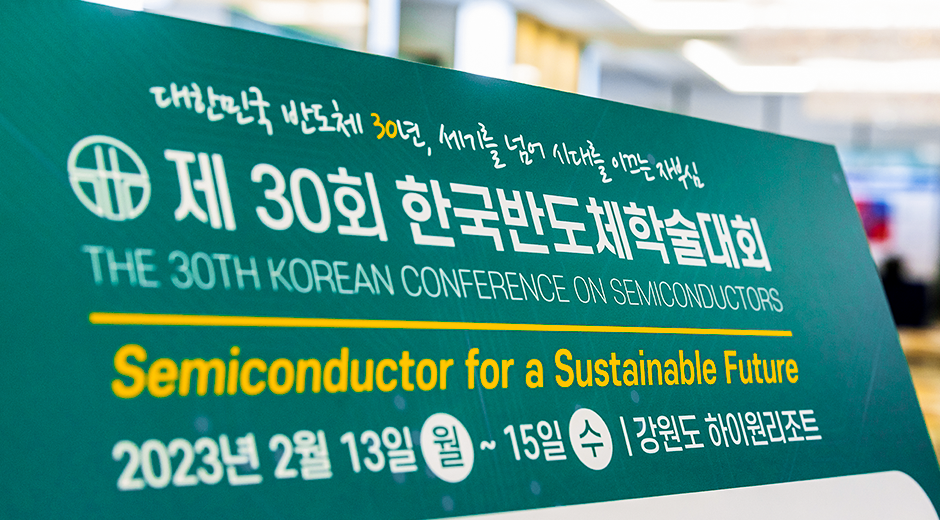 대한민국 반도체 30년, 세기를 넘어 시대를 이끄는 자부심
제 30회 한국반도체학술대회
THE 30TH KOREAN CONFERENCE ON SEMICONDUCTORS
Semiconductor for a Sustainable Future
2023년 2월 13일 월 ~ 15일 수 | 강원도 하이원리조트